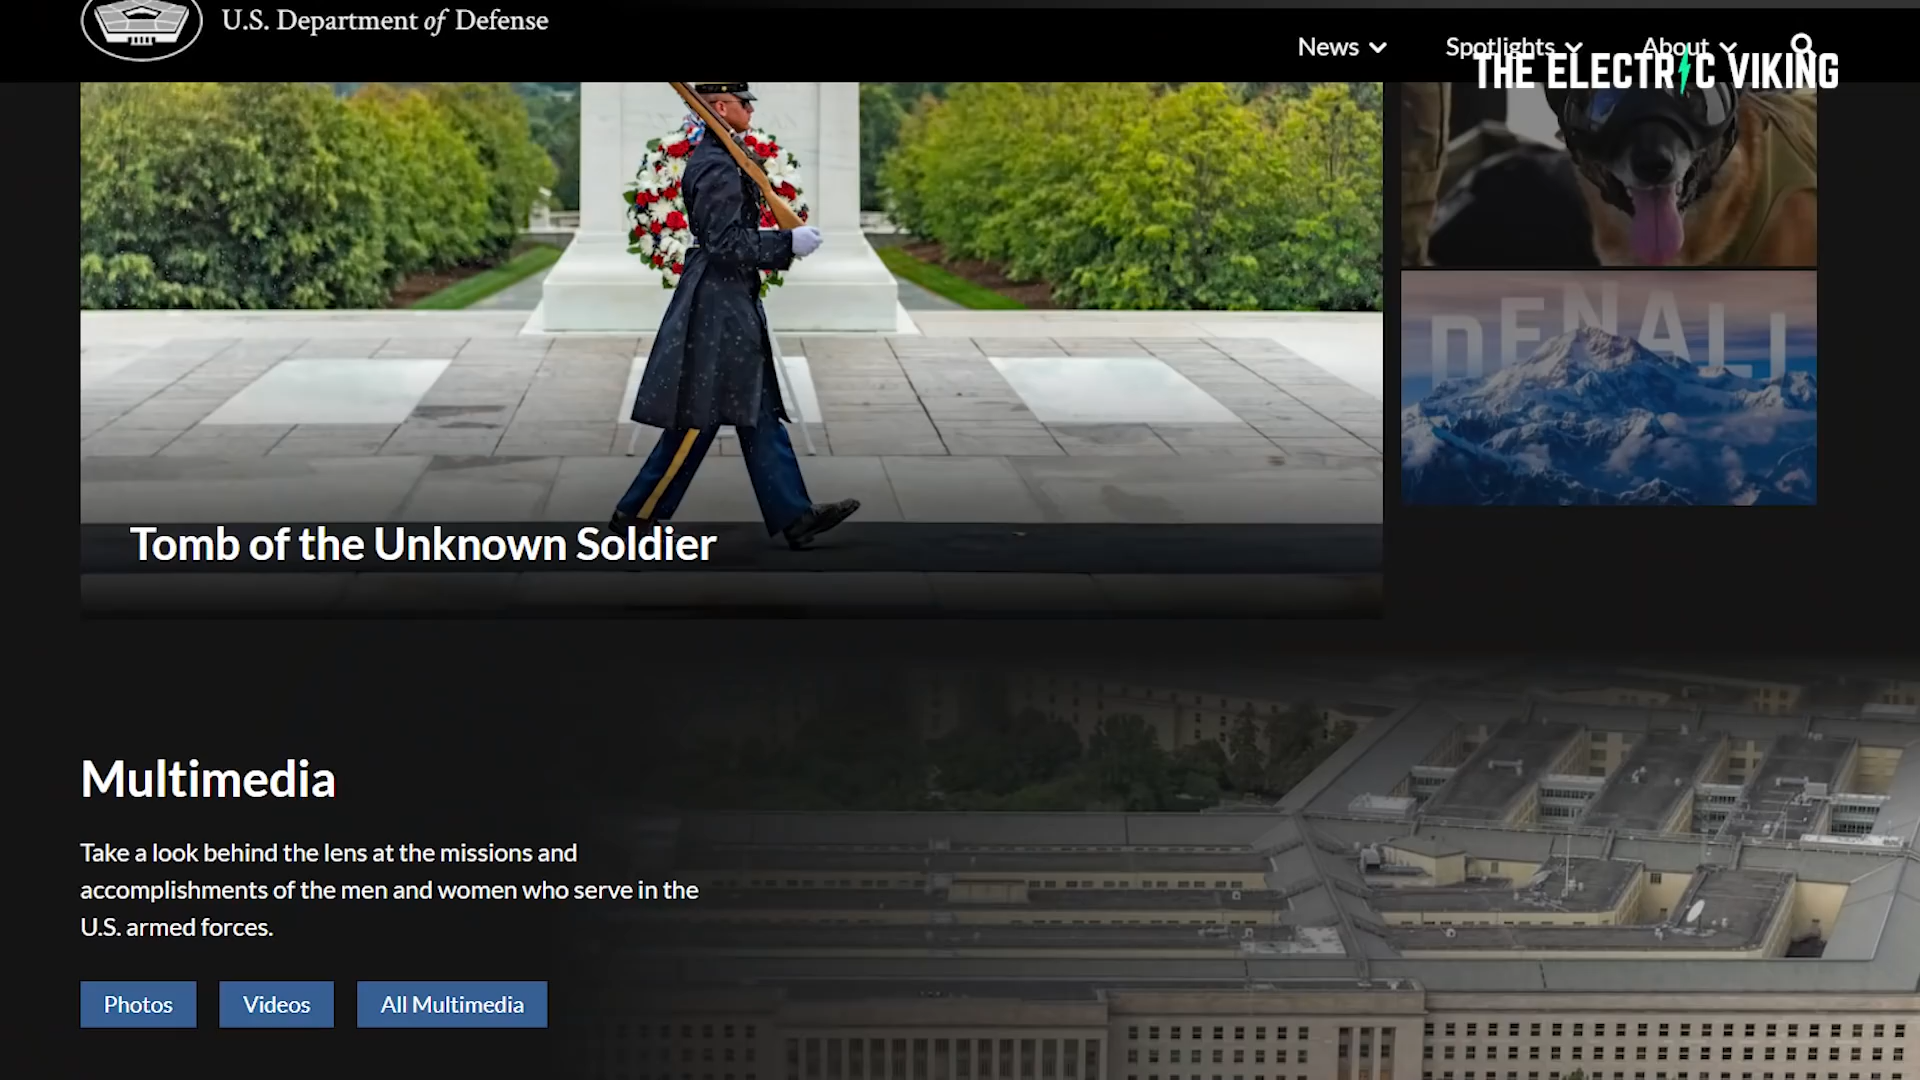 U.S. Department of Defense
News
Spotlights
About
THE ELECTRIC VIKING
DENALI
Tomb of the Unknown Soldier
Multimedia
Take a look behind the lens at the missions and
accomplishments of the men and women who serve in the
U.S. armed forces.
Photos
Videos
All Multimedia